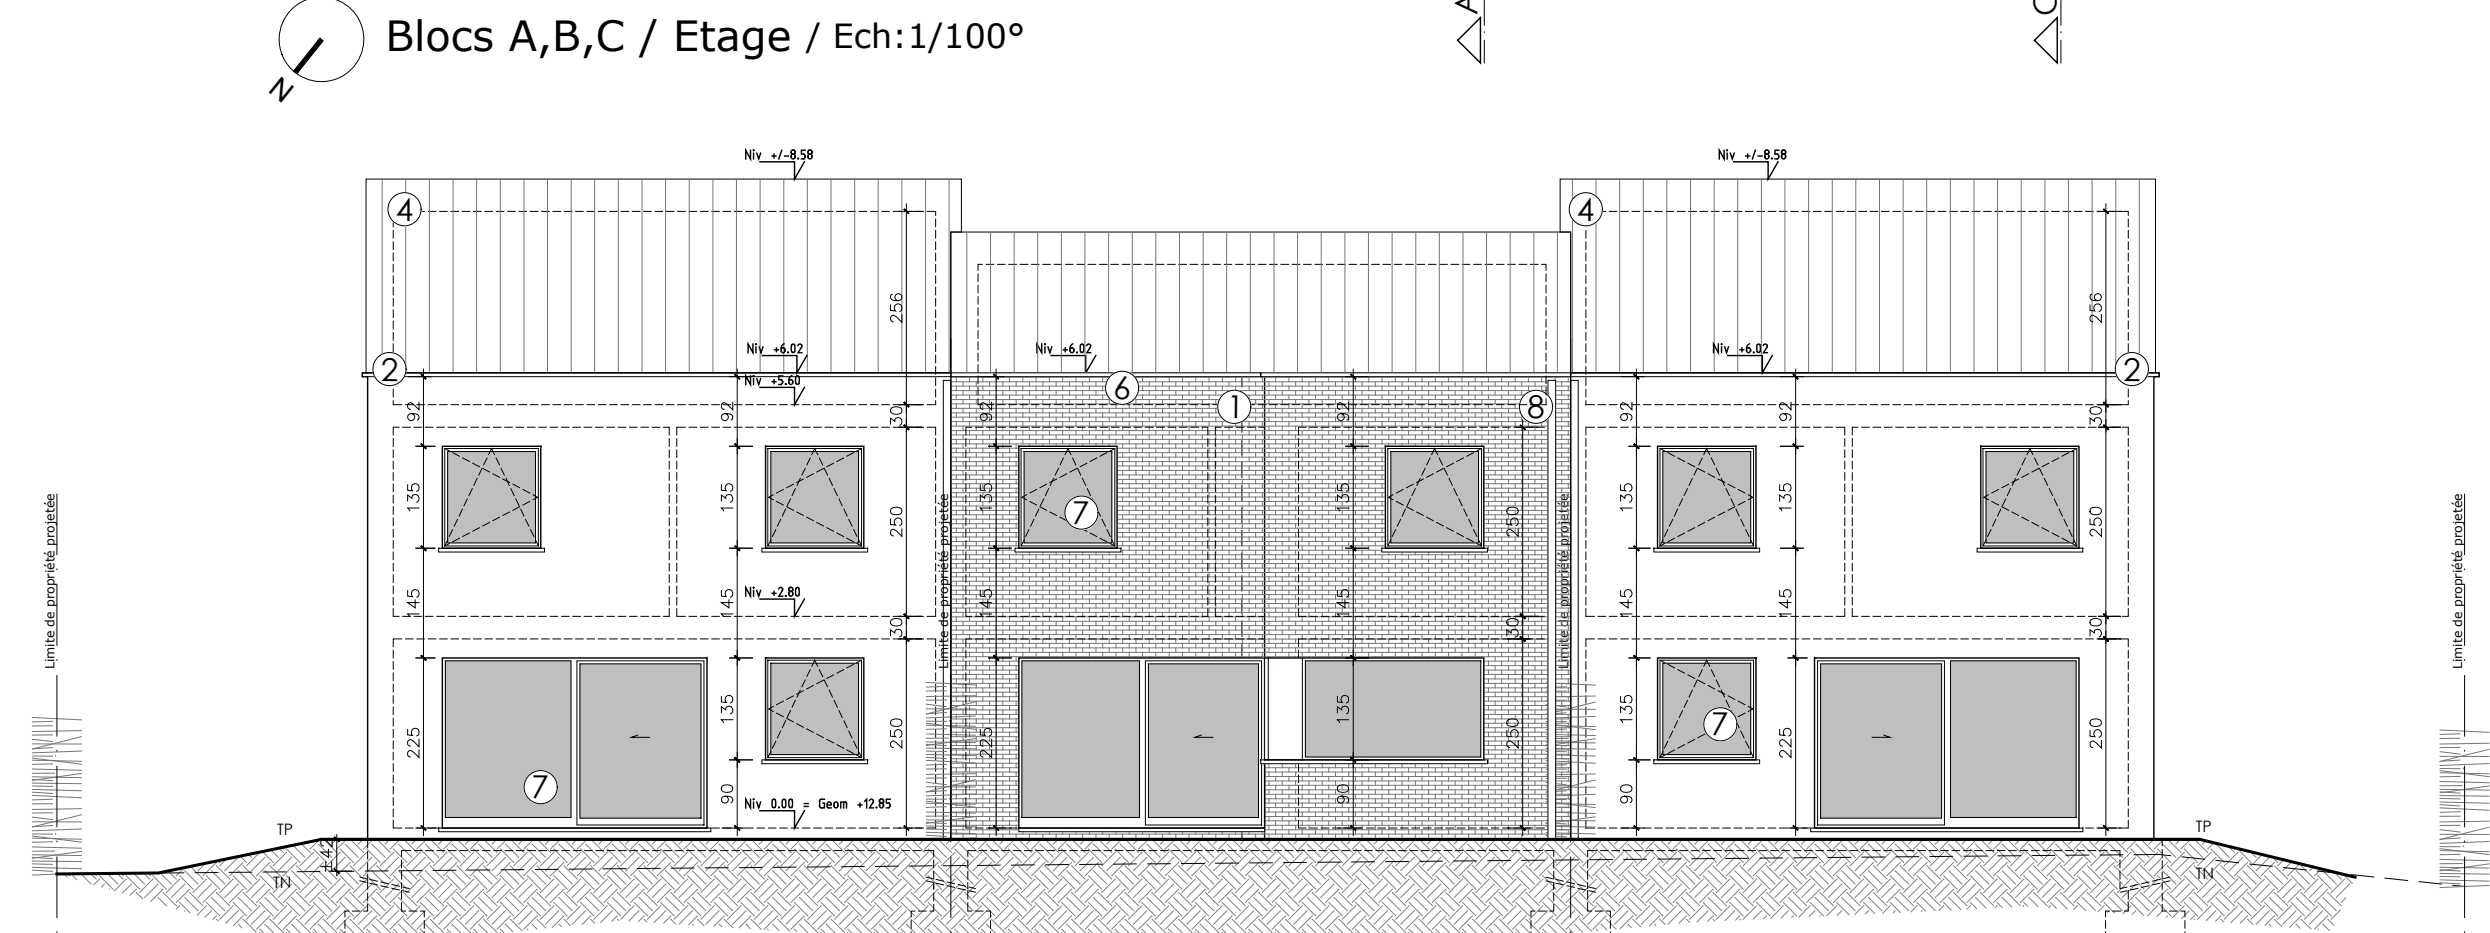 Blocs A,B,C / Etage / Ech:1/100°
N
A
C
Niv +/-8.58
Niv +/-8.58
4
4
256
256
Niv +6.02
Niv +6.02
Niv +6.02
2
2
Niv +5.60
6
1
8
92
92
30
92
92
92
92
30
135
135
250
135
7
135
250
135
135
250
Limite de propriété projetée
Limite de propriété projetée
Limite de propriété projetée
Limite de propriété projetée
Niv +2.80
145
145
30
145
145
30
145
145
30
225
7
135
250
225
135
250
135
7
225
250
90
Niv 0.00 = Geom +12.85
90
90
TP
TP
±42
TN
TN